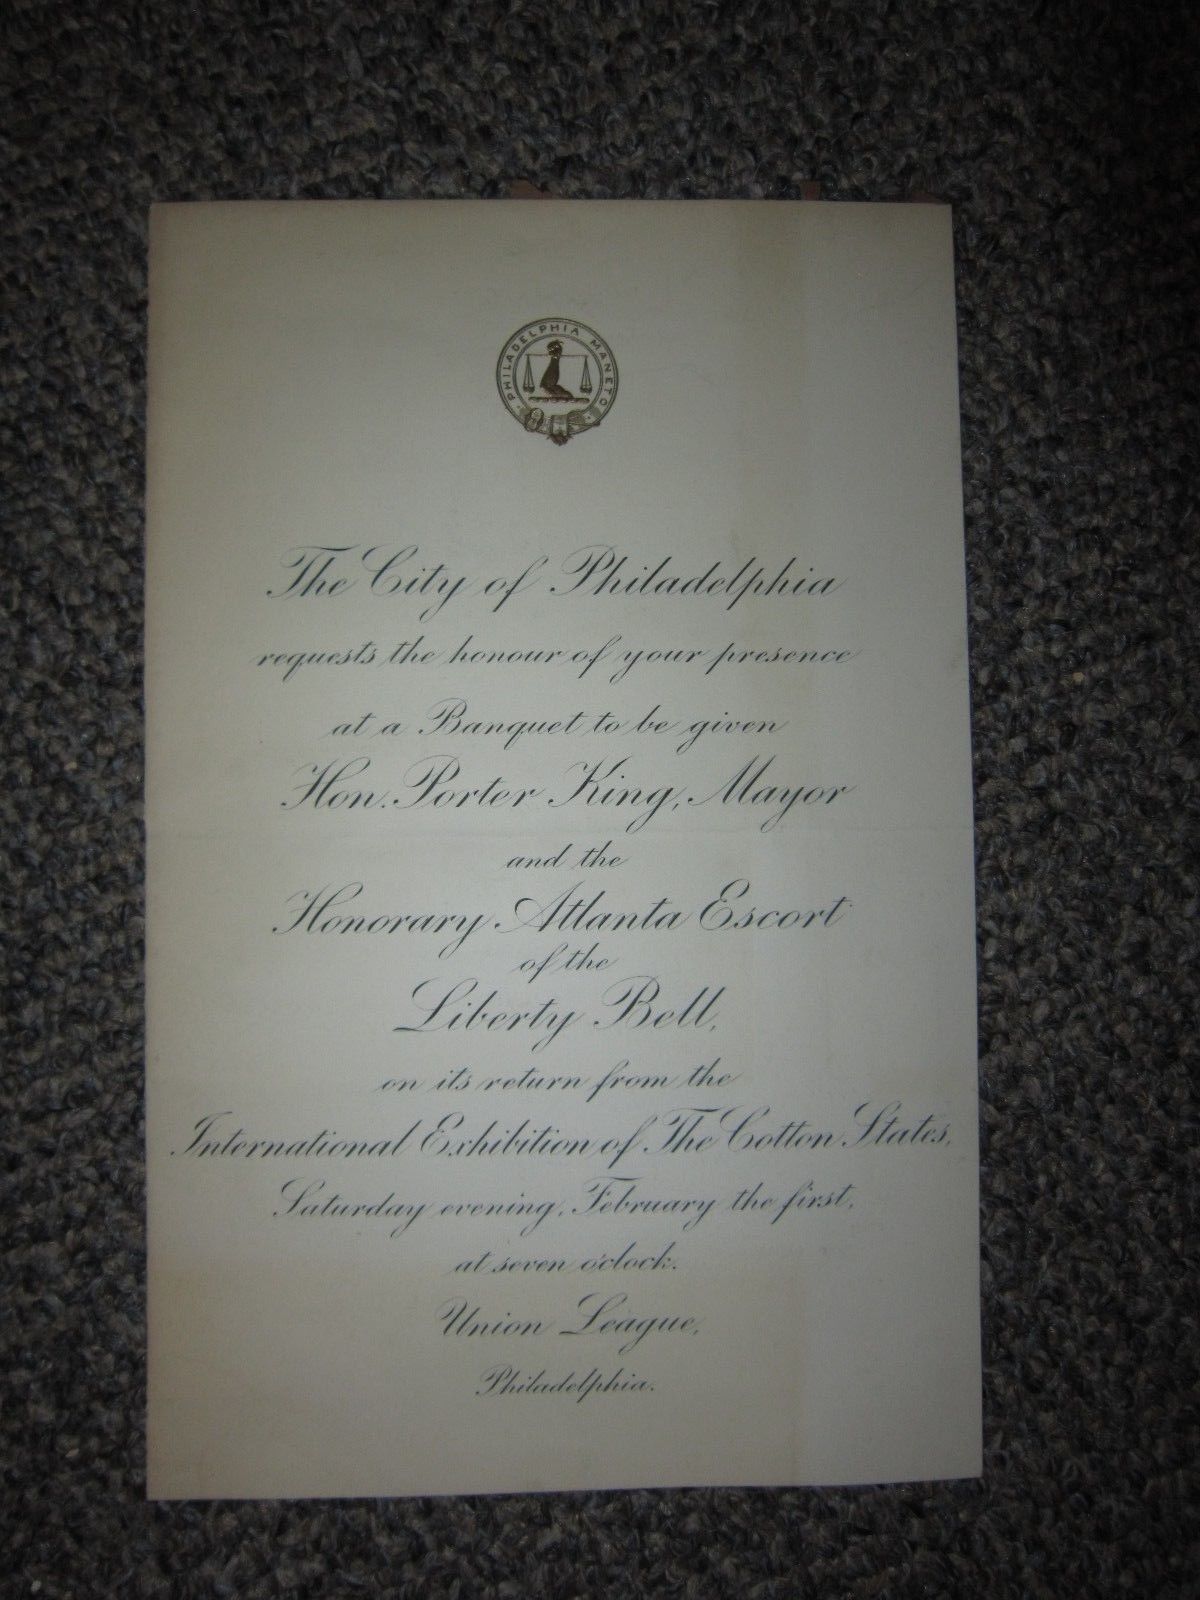 PHILADELPHIA MANETO
The City of Philadelphia
requests the honour of your presence
at a Banquet to be given
Hon. Porter King, Mayor
and the
Honorary Atlanta Escort
of the
Liberty Bell,
on its return from the
International Exhibition of The Cotton States,
Saturday evening, February the first,
at seven o'clock.
Union League,
Philadelphia.